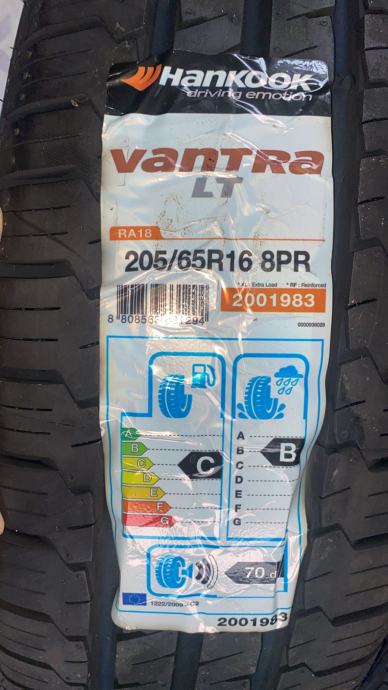 Hankook
driving emotion
VanTRa
LT
RA18
205/65R16 8PR
* XL : Extra Load * RF : Reinforced
2001983
A
B
C
D
E
F
G
C
A
B
C
D
E
F
G
B
70 d
1222/2009
C2
2001983